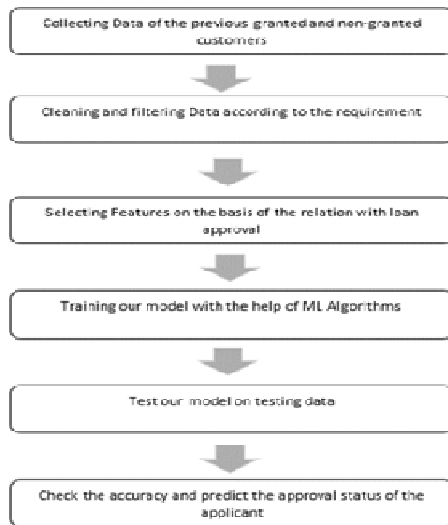 Collecting Data of the previous granted and non-granted
customers
Cleaning and filtering Data according to the requirement
Selecting Features on the basis of the relation with loan
approval
Training our model with the help of ML Algorithms
Test our model on testing data
Check the accuracy and predict the approval status of the
applicant